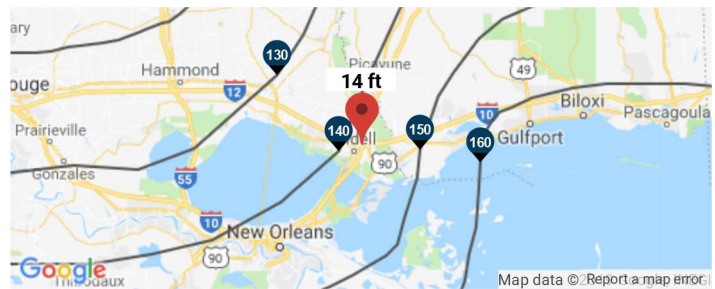 ary
130
49
Picayune
Hammond
14 ft
ouge
12
Biloxi
10
Pascagoula
Prairieville
140
dell
150
160
Gulfport
90
Gonzales
55
10
New Orleans
90
Google
Map data ©
Report a map error